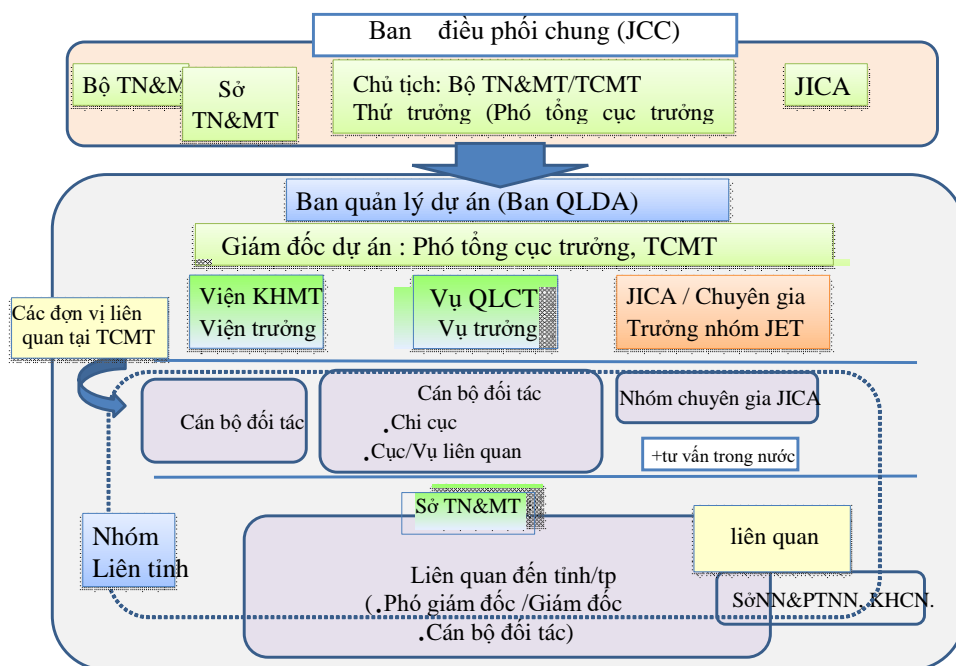 Ban điều phối chung (JCC)
Bộ TN&M
Sở
TN&MT
Chủ tịch: Bộ TN&MT/TCMT
Thứ trưởng (Phó tổng cục trưởng
JICA
Ban quản lý dự án (Ban QLDA)
Giám đốc dự án : Phó tổng cục trưởng, TCMT
Các đợn vị liên
quan tại TCMT
Viện KHMT
Viện trưởng
Vụ QLCT
Vụ trưởng
JICA / Chuyên gia
Trưởng nhóm JET
Cán bộ đối tác
Cán bộ đối tác
.Chi cục
.Cục/Vụ liên quan
Nhóm chuyên gia JICA
+tư vấn trong nước
Sở TN&MT
Nhóm
Liên tỉnh
liên quan
Liên quan đến tỉnh/tp
(.Phó giám đốc /Giám đốc
.Cán bộ đối tác)
SởNN&PTNN, KHCN.